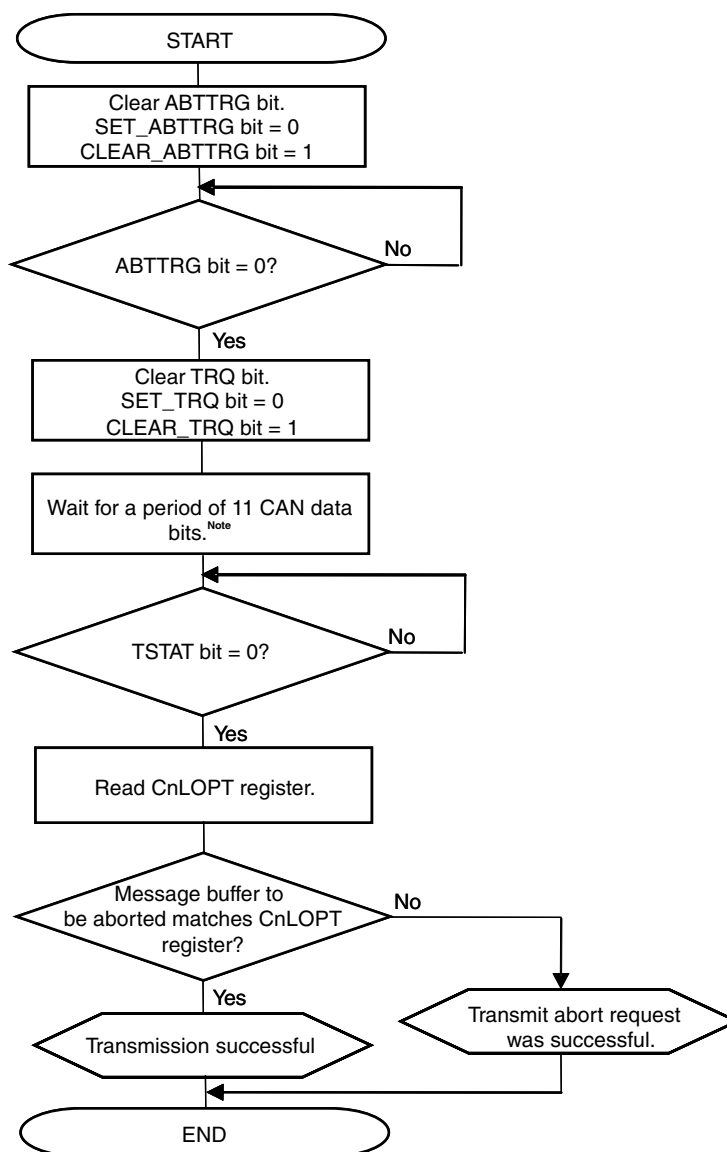 START
Clear ABTTRG bit.
SET_ABTTRG bit = 0
CLEAR_ABTTRG bit = 1
ABTTRG bit = 0?
No
Yes
Clear TRQ bit.
SET_TRQ bit = 0
CLEAR_TRQ bit = 1
Wait for a period of 11 CAN data
bits.Note
TSTAT bit = 0?
No
Yes
Read CnLOPT register.
Message buffer to
be aborted matches CnLOPT
register?
No
Yes
Transmission successful
Transmit abort request
was successful.
END